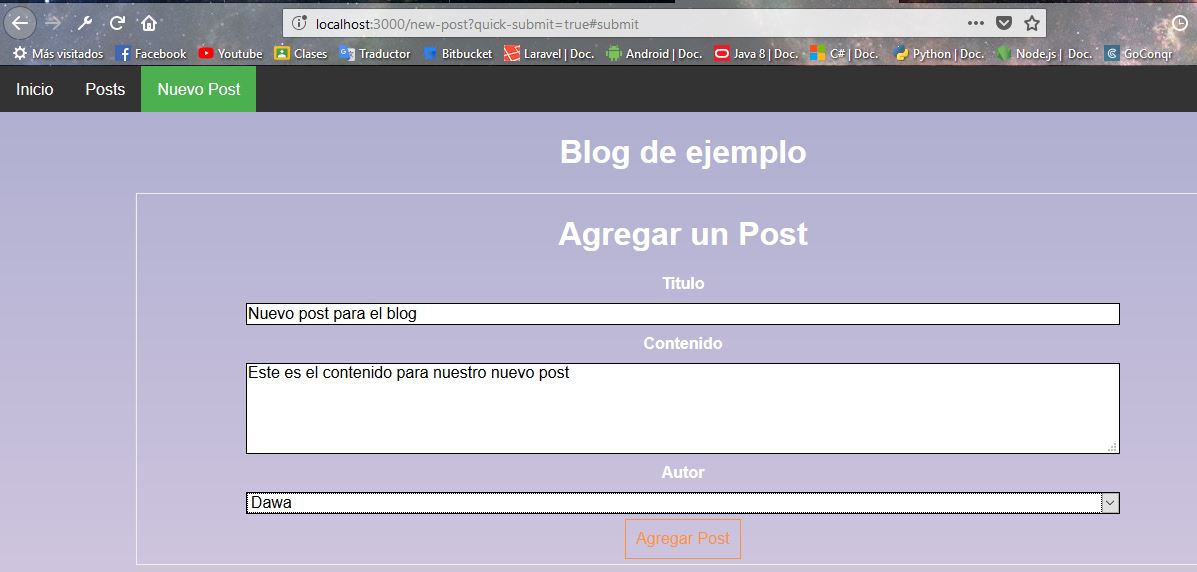 localhost:3000/new-post?quick-submit=true#submit
Más visitados Facebook Youtube Clases Traductor Bitbucket Laravel | Doc. Android | Doc. Java 8 | Doc. C# | Doc. Python | Doc. Node.js | Doc. GoConqr
Inicio Posts Nuevo Post
Blog de ejemplo
Agregar un Post
Titulo
Nuevo post para el blog
Contenido
Este es el contenido para nuestro nuevo post
Autor
Dawa
Agregar Post